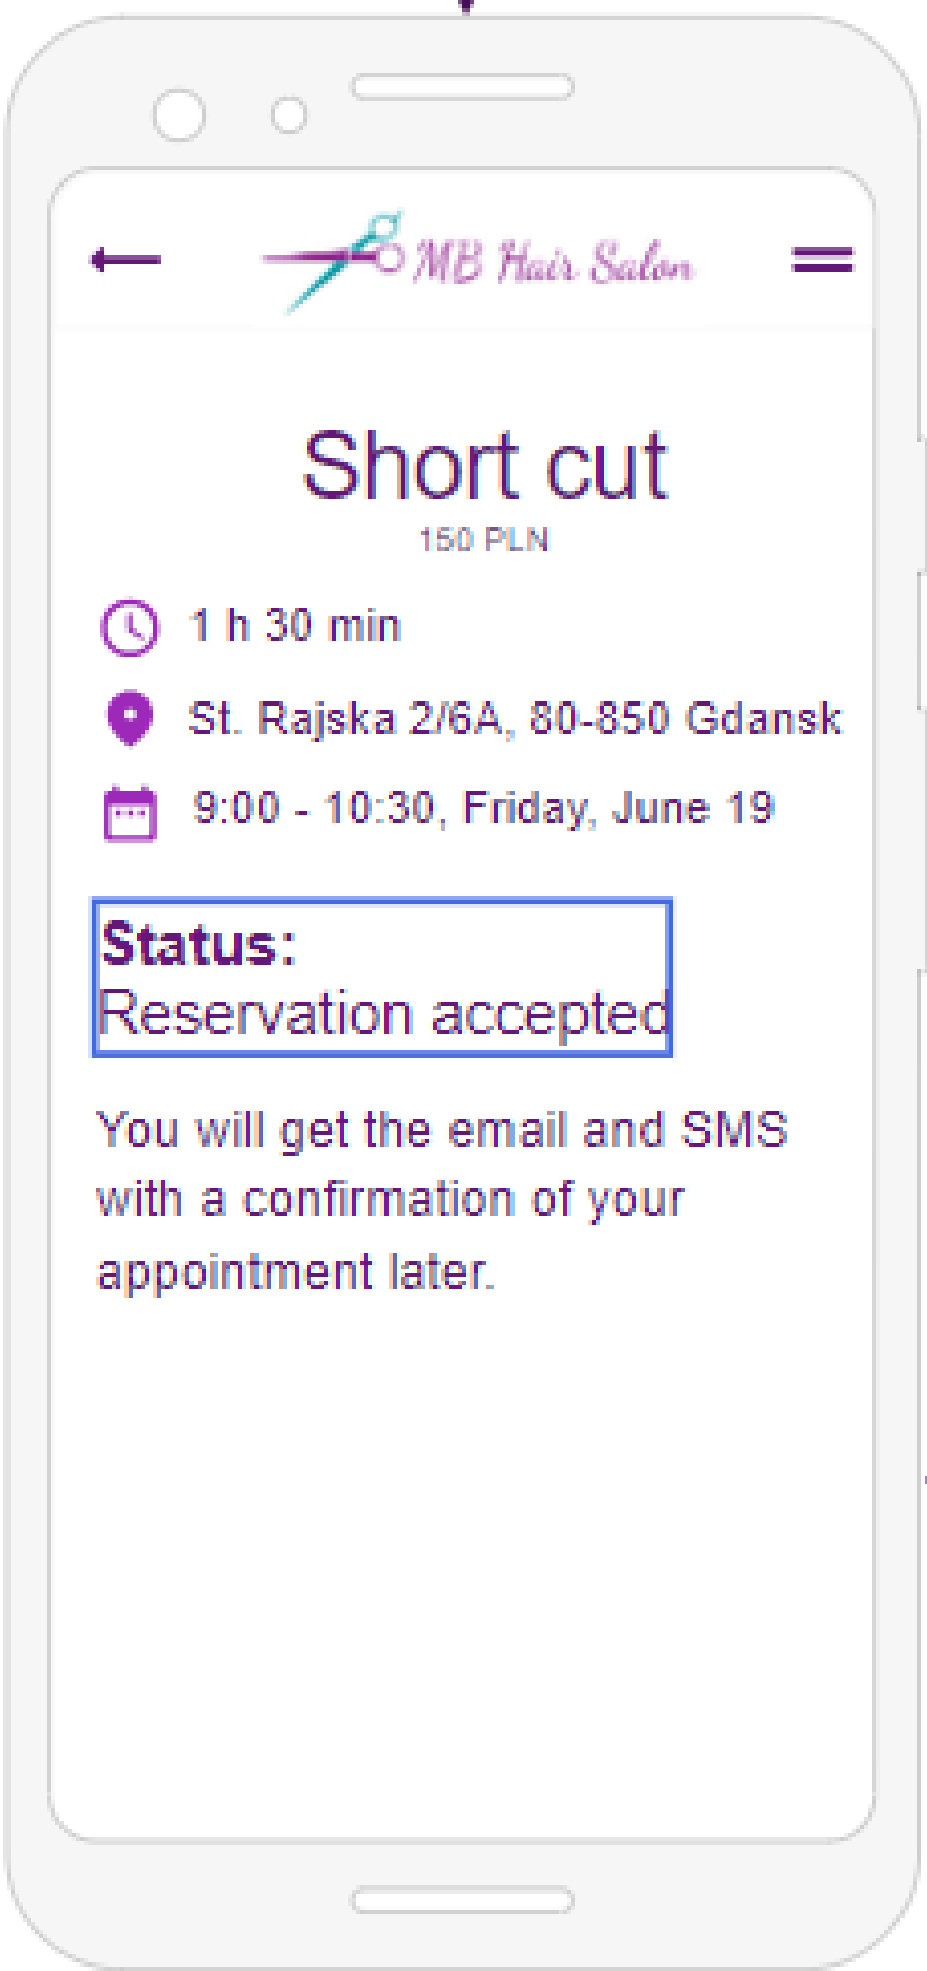 MB Hair Salon
Short cut
150 PLN
1 h 30 min
St. Rajska 2/6A, 80-850 Gdansk
9:00 - 10:30, Friday, June 19
Status:
Reservation accepted
You will get the email and SMS
with a confirmation of your
appointment later.